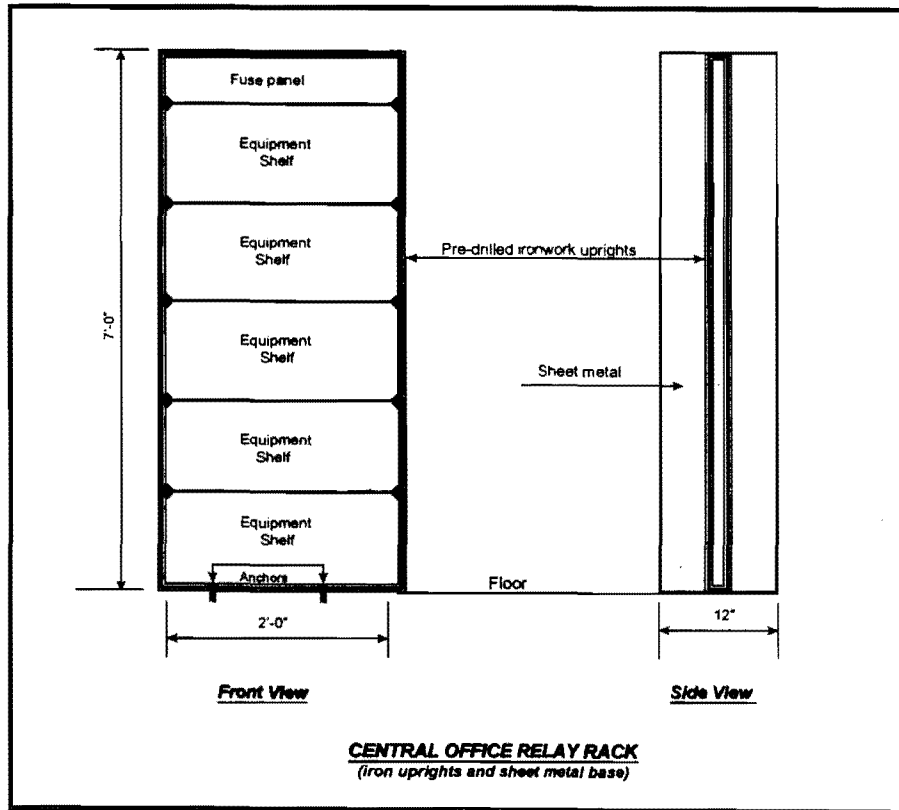 Fuse panel
Equipment
Shelf
Equipment
Shelf
Pre-drilled ironwork uprights
7'-0"
Equipment
Shelf
Sheet metal
Equipment
Shelf
Equipment
Shelf
Anchors
Floor
2'-0"
12"
Front View
Side View
CENTRAL OFFICE RELAY RACK
(iron uprights and sheet metal base)